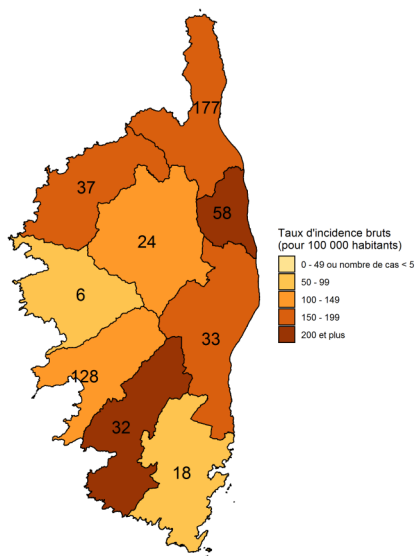 177
37
58
24
6
33
128
32
18
Taux d'incidence bruts
(pour 100 000 habitants)
0 - 49 ou nombre de cas < 5
50 - 99
100 - 149
150 - 199
200 et plus